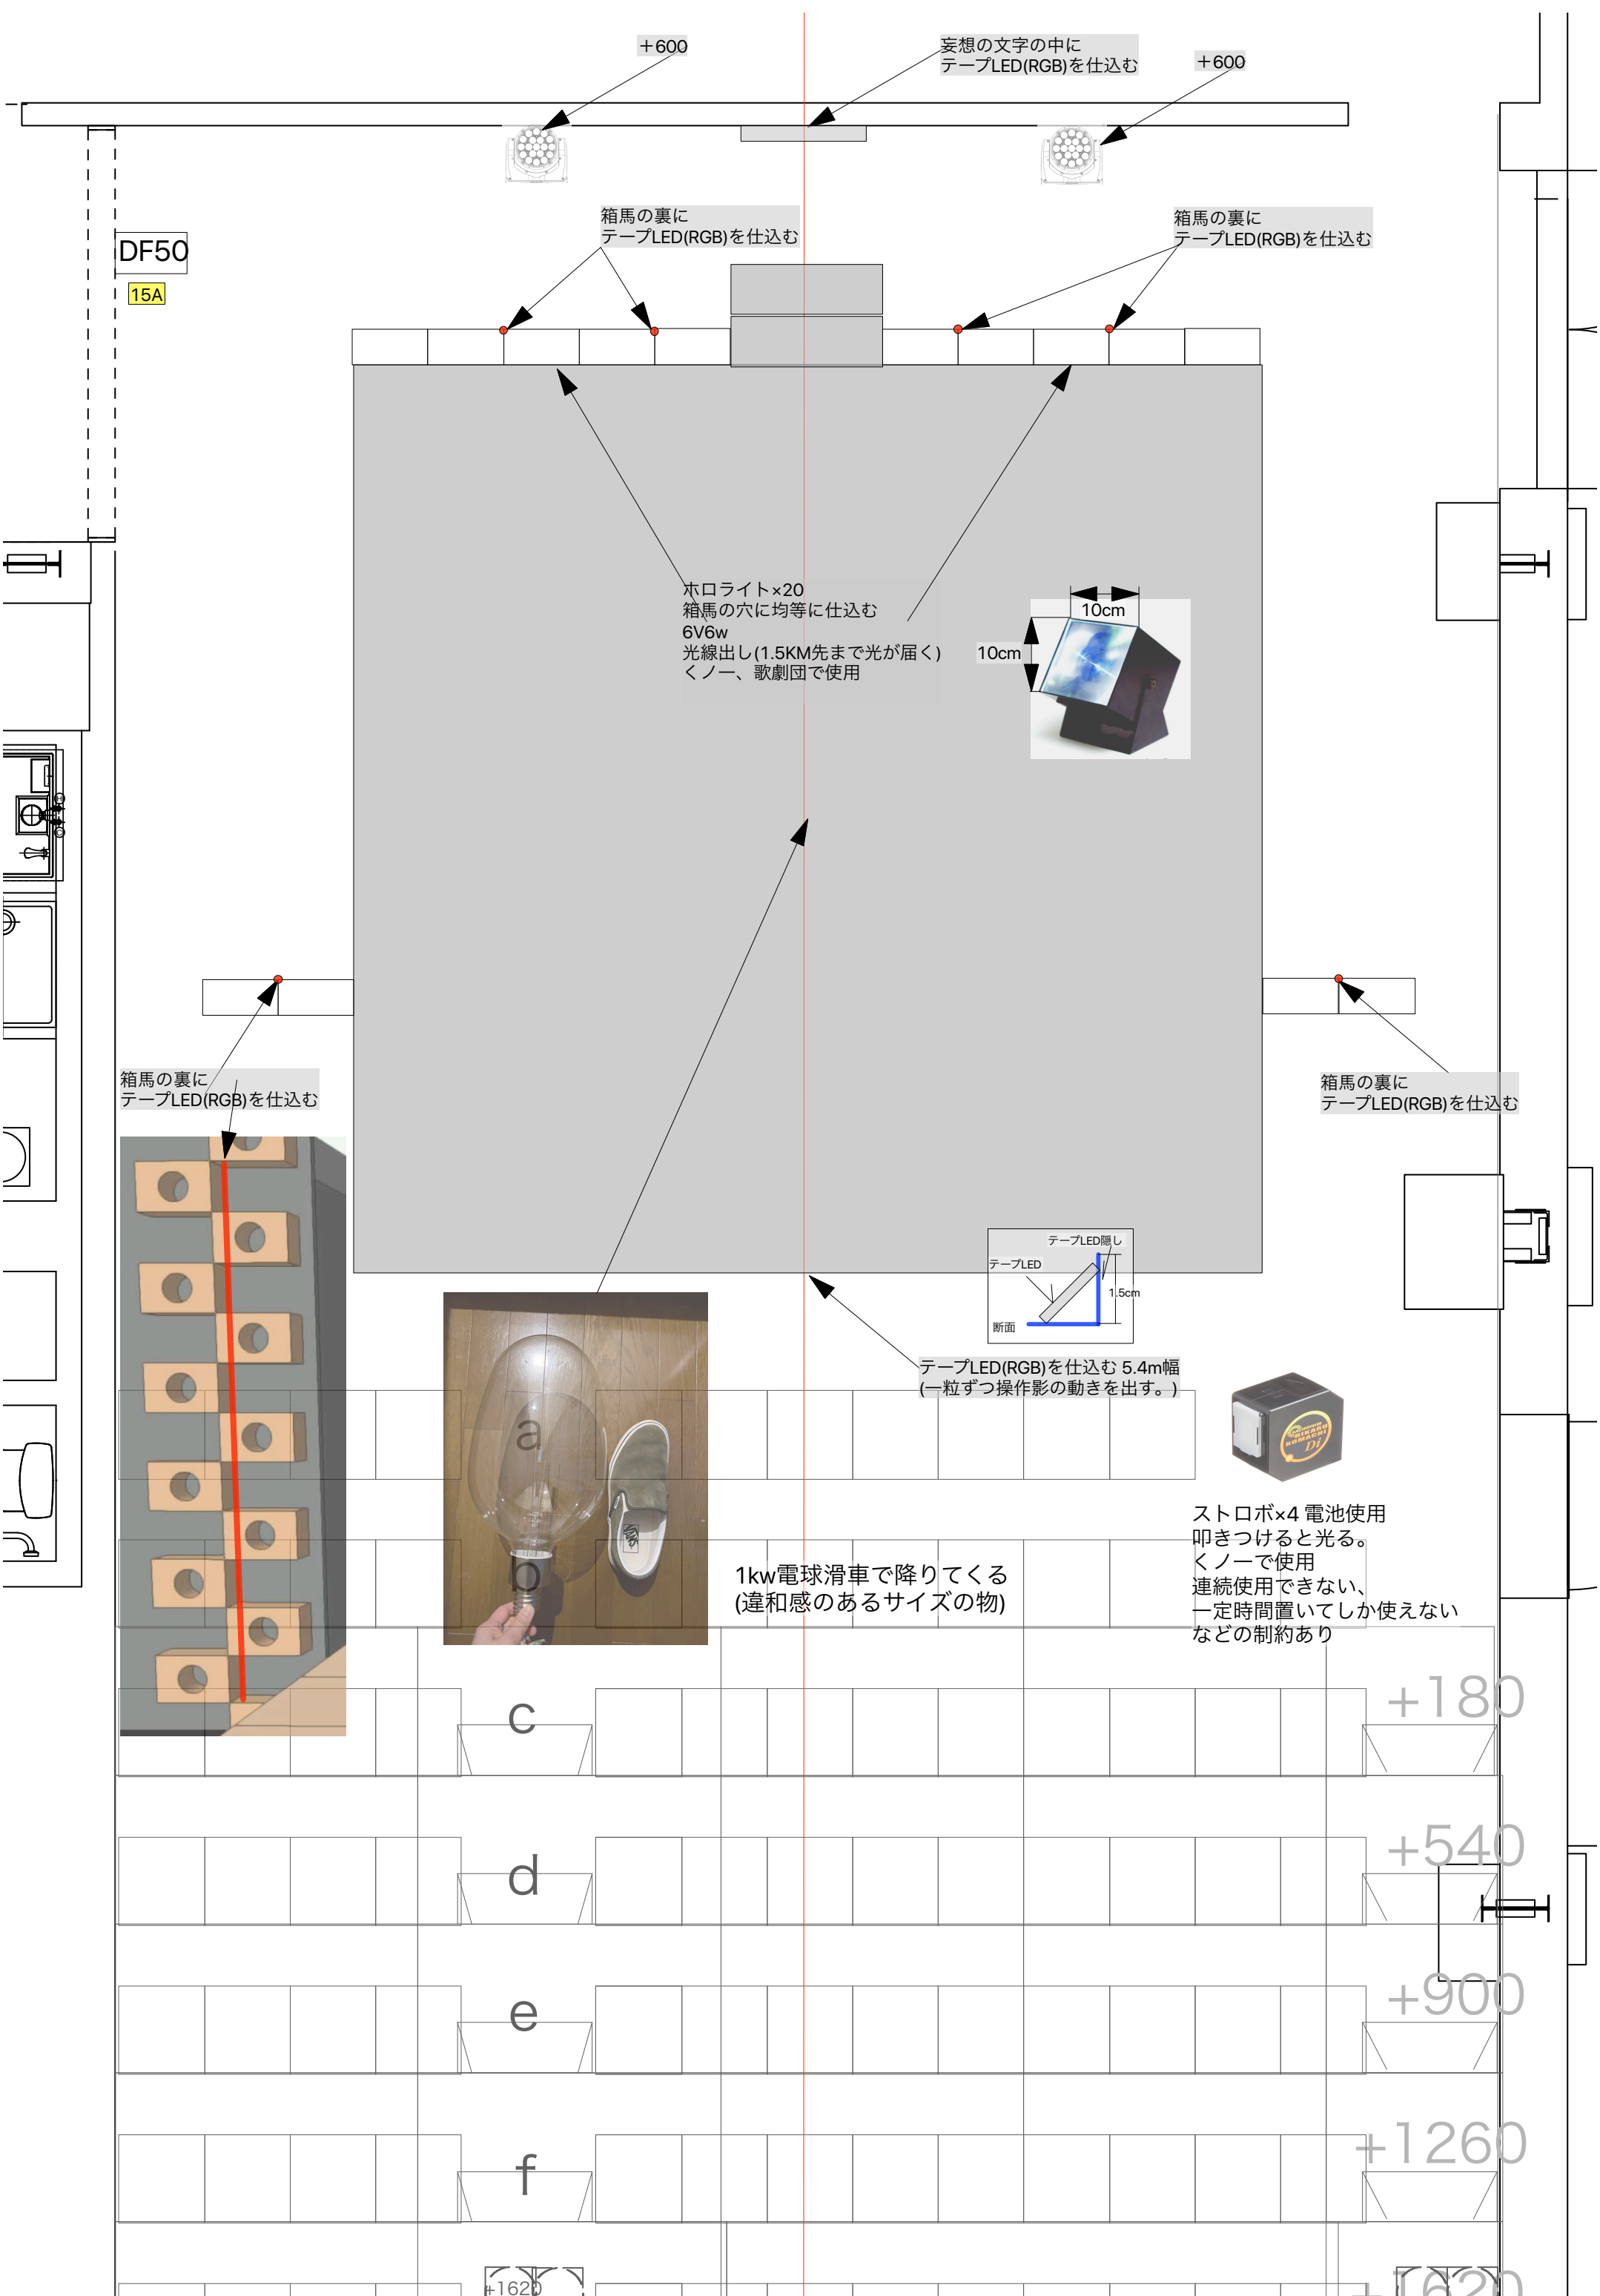 +600
妄想の文字の中に
テープLED(RGB)を仕込む
+600
箱馬の裏に
テープLED(RGB)を仕込む
箱馬の裏に
テープLED(RGB)を仕込む
DF50
15A
ホロライト×20
箱馬の穴に均等に仕込む
6V6w
光線出し(1.5KM先まで光が届く)
くノ一、歌劇団で使用
10cm
10cm
箱馬の裏に
テープLED(RGB)を仕込む
箱馬の裏に
テープLED(RGB)を仕込む
テープLED隠し
テープLED
1.5cm
断面
テープLED(RGB)を仕込む 5.4m幅
(一粒ずつ操作影の動きを出す。)
a
HIKARU
KOMACHI
Di
ストロボ×4 電池使用
叩きつけると光る。
くノ一で使用
連続使用できない、
一定時間置いてしか使えない
などの制約あり
b
1kw電球滑車で降りてくる
(違和感のあるサイズの物)
c
+180
d
+540
e
+900
f
+1260
+1620
+1620